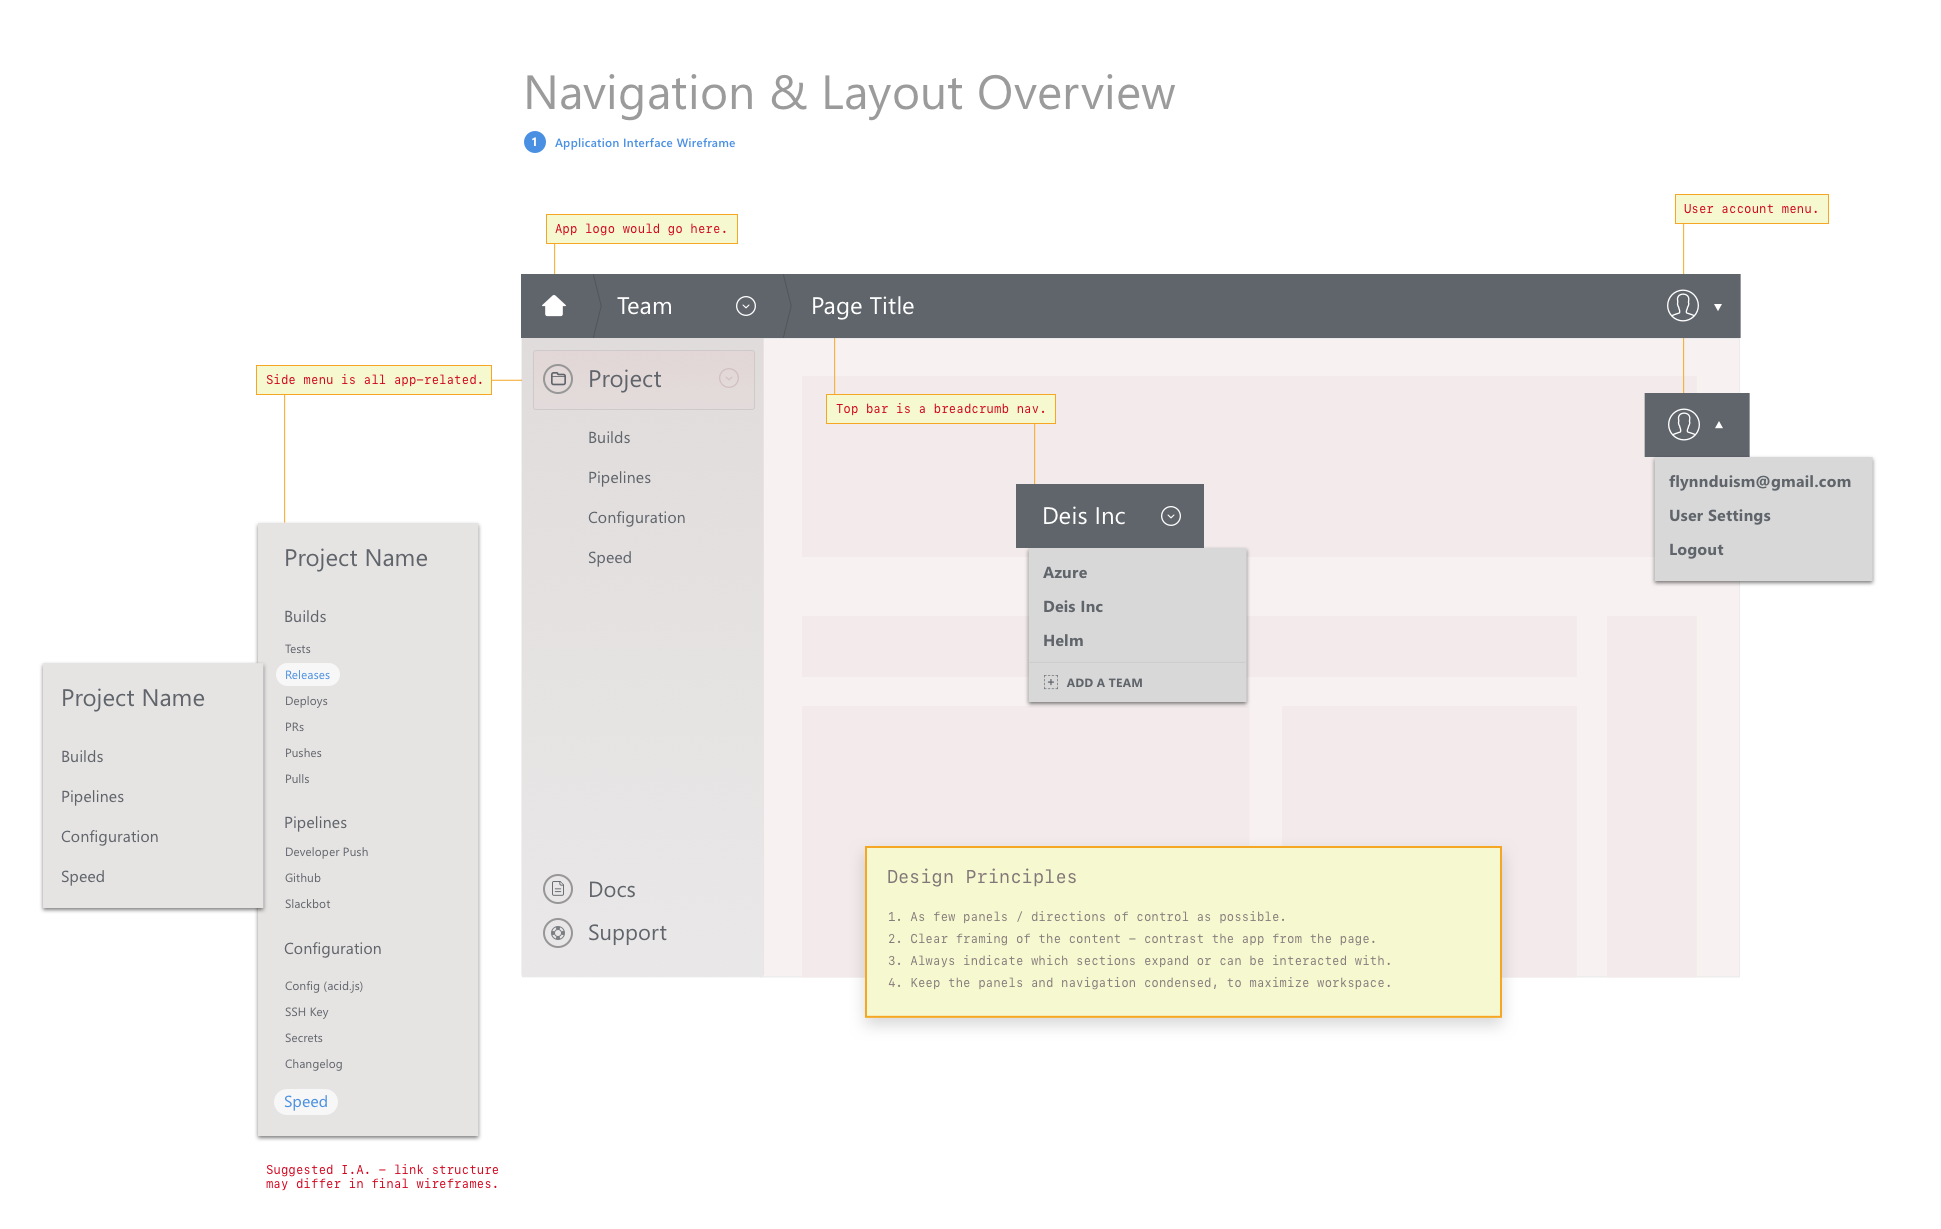 Navigation & Layout Overview
1 Application Interface Wireframe
App logo would go here.
User account menu.
Team
Page Title
Side menu is all app-related.
Project
Builds
Pipelines
Configuration
Speed
Docs
Support
Top bar is a breadcrumb nav.
Deis Inc
Azure
Deis Inc
Helm
ADD A TEAM
flynnduism@gmail.com
User Settings
Logout
Project Name
Builds
Pipelines
Configuration
Speed
Project Name
Builds
Tests
Releases
Deploys
PRs
Pushes
Pulls
Pipelines
Developer Push
Github
Slackbot
Configuration
Config (acid.js)
SSH Key
Secrets
Changelog
Speed
Suggested I.A. – link structure
may differ in final wireframes.
Design Principles
1. As few panels / directions of control as possible.
2. Clear framing of the content – contrast the app from the page.
3. Always indicate which sections expand or can be interacted with.
4. Keep the panels and navigation condensed, to maximize workspace.